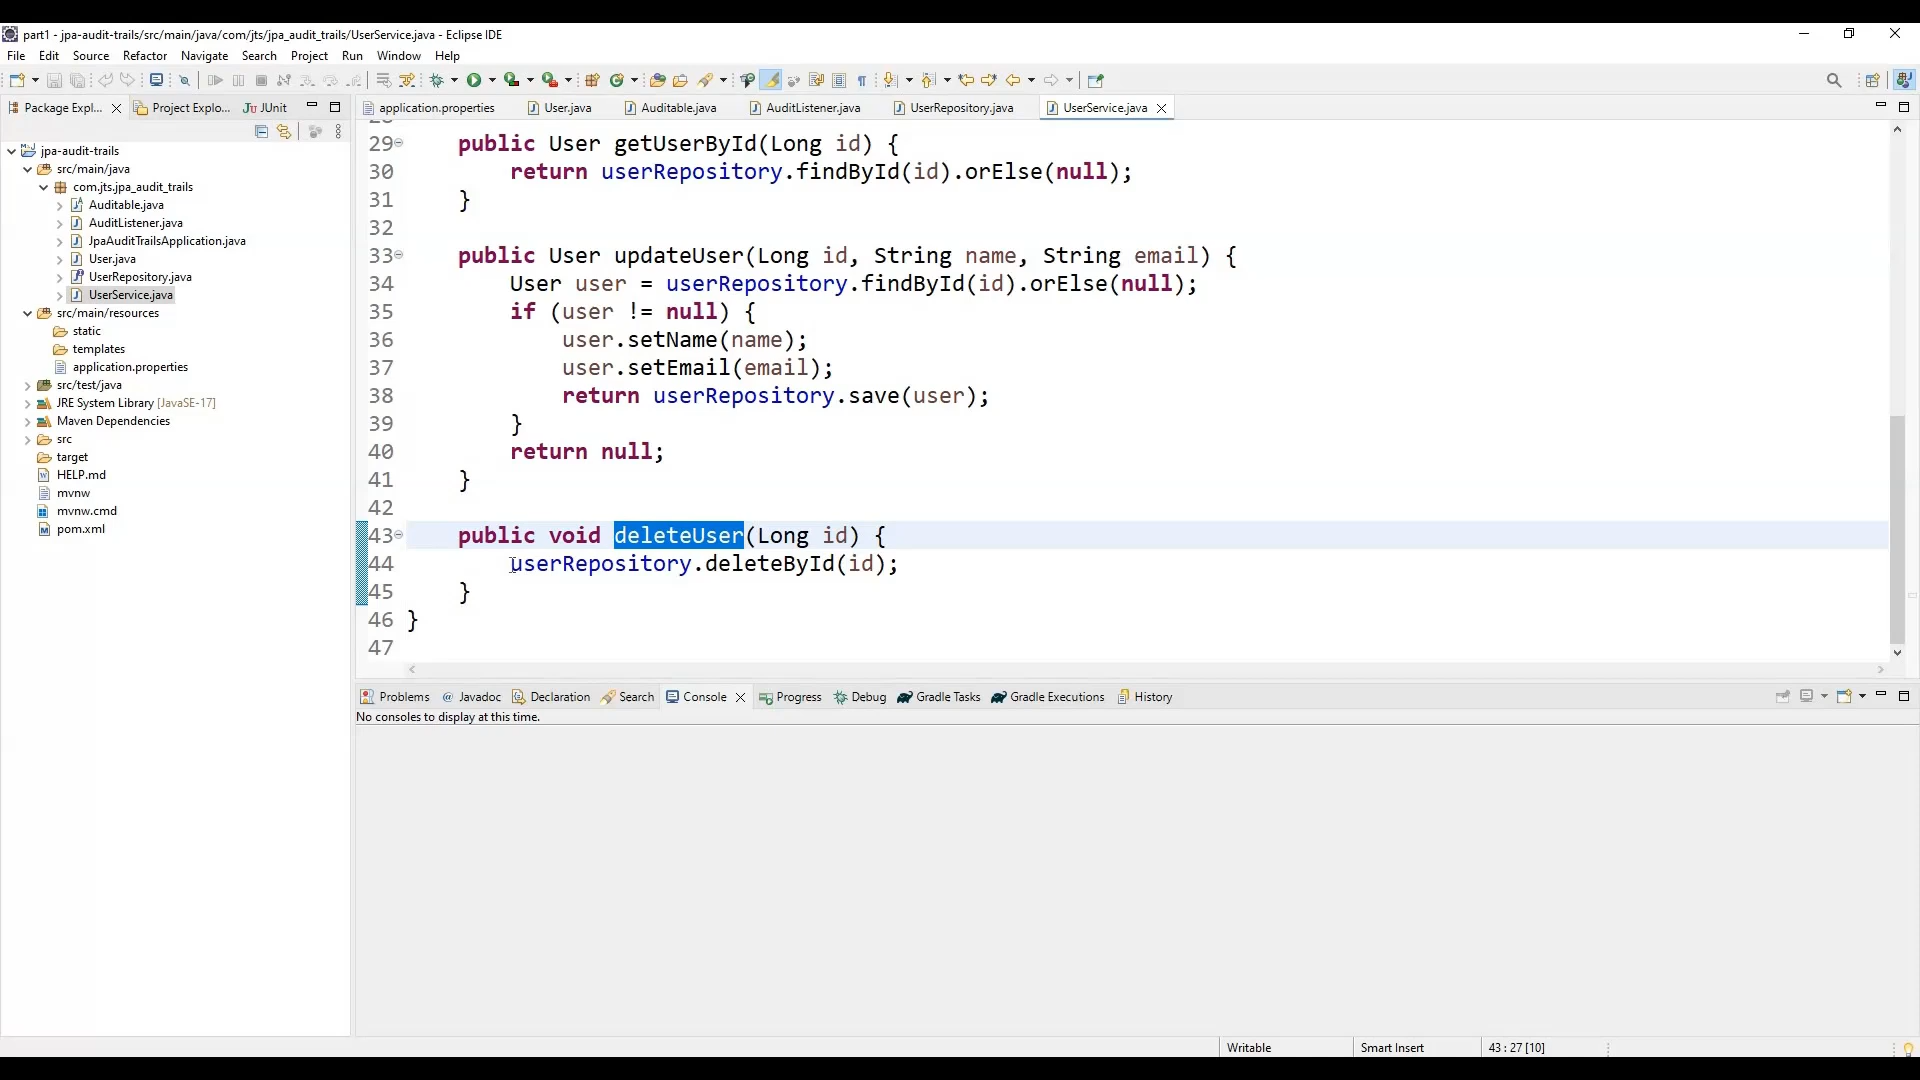 part1 - jpa-audit-trails/src/main/java/com/jts/jpa_audit_trails/UserService.java - Eclipse IDE
File Edit Source Refactor Navigate Search Project Run Window Help
Package Expl... Project Explo... JUnit
application.properties User.java Auditable.java AuditListener.java UserRepository.java UserService.java
jpa-audit-trails
src/main/java
com.jts.jpa_audit_trails
Auditable.java
AuditListener.java
JpaAuditTrailsApplication.java
User.java
UserRepository.java
UserService.java
src/main/resources
static
templates
application.properties
src/test/java
JRE System Library [JavaSE-17]
Maven Dependencies
src
target
HELP.md
mvnw
mvnw.cmd
pom.xml
29 public User getUserById(Long id) {
30 return userRepository.findById(id).orElse(null);
31 }
32
33 public User updateUser(Long id, String name, String email) {
34 User user = userRepository.findById(id).orElse(null);
35 if (user != null) {
36 user.setName(name);
37 user.setEmail(email);
38 return userRepository.save(user);
39 }
40 return null;
41 }
42
43 public void deleteUser(Long id) {
44 userRepository.deleteById(id);
45 }
46 }
47
Problems Javadoc Declaration Search Console Progress Debug Gradle Tasks Gradle Executions History
No consoles to display at this time.
Writable Smart Insert 43 : 27 [10]